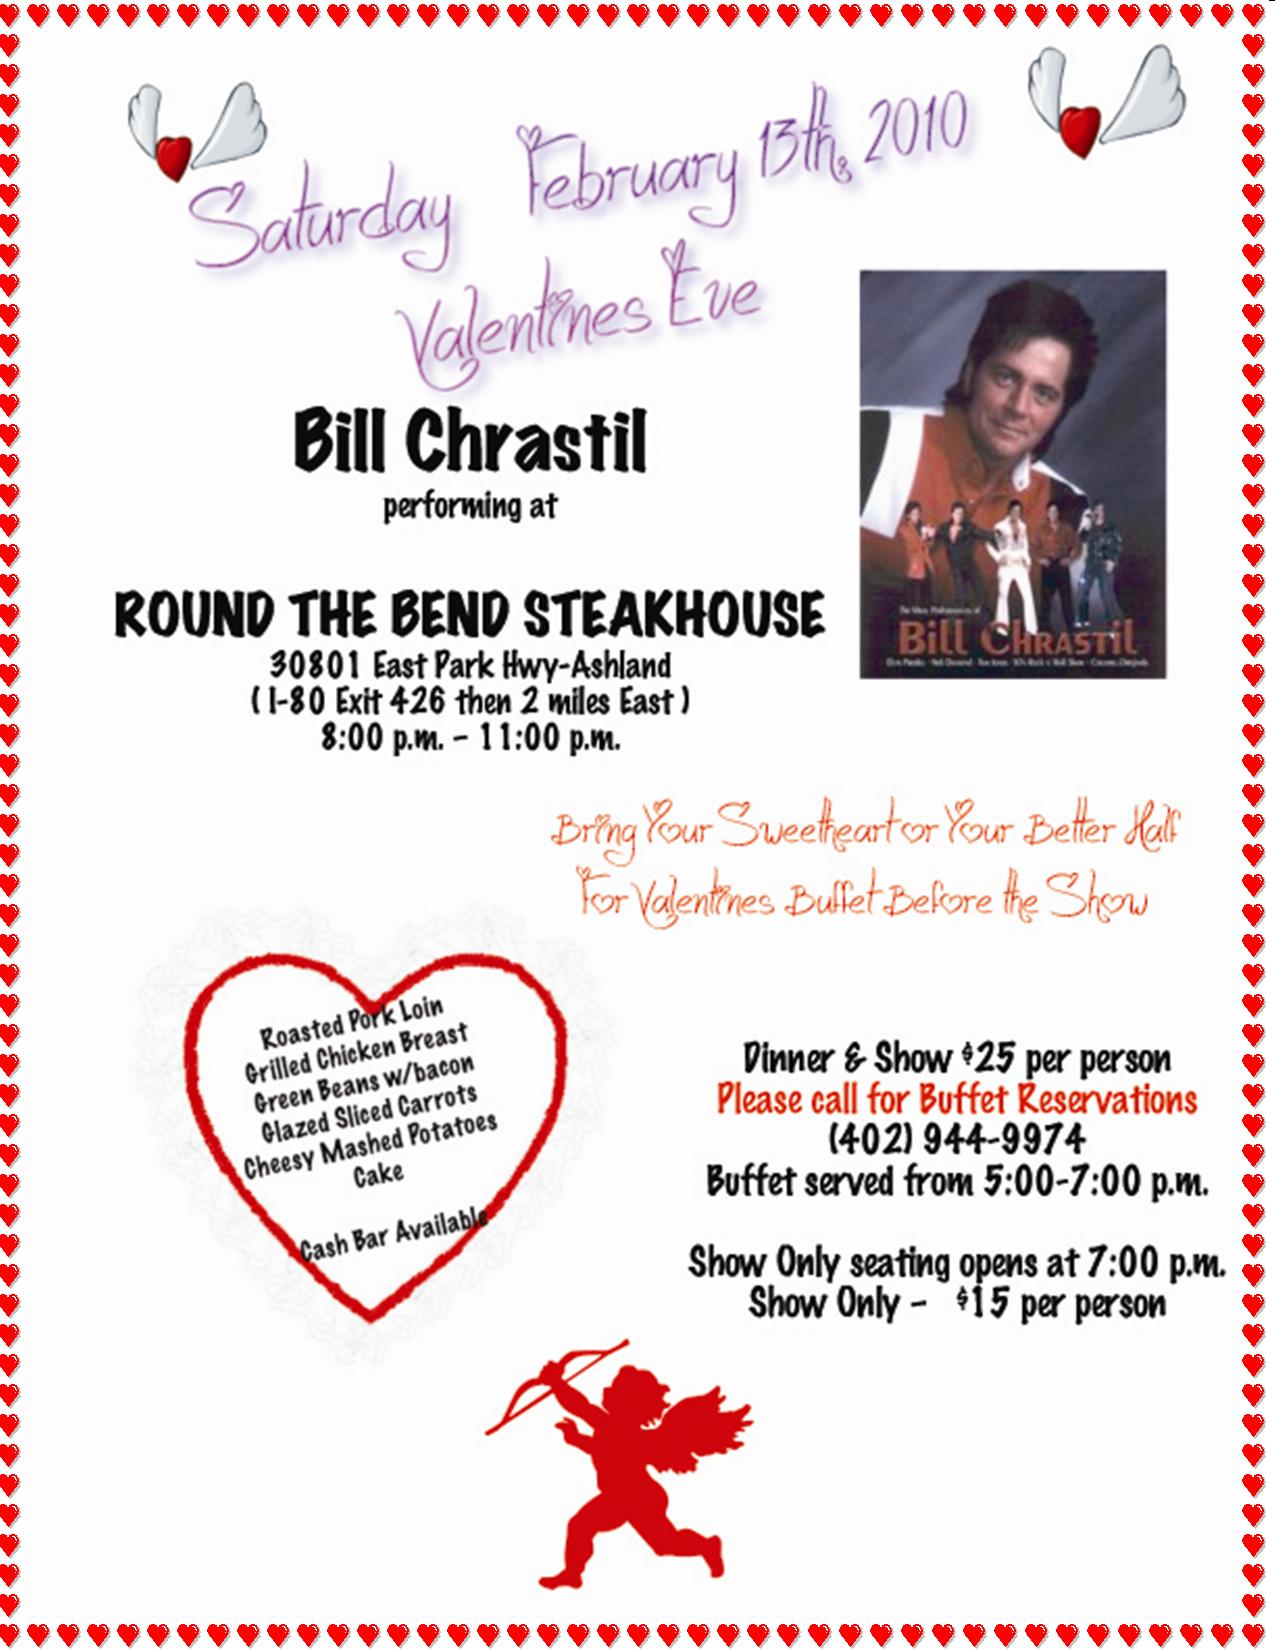 Saturday February 13th, 2010
Valentines Eve
Bill Chrastil
performing at
ROUND THE BEND STEAKHOUSE
30801 East Park Hwy-Ashland
( I-80 Exit 426 then 2 miles East )
8:00 p.m. - 11:00 p.m.
Bill Chrastil
Bring Your Sweetheart or Your Better Half
For Valentines Buffet Before the Show
Roasted Pork Loin
Grilled Chicken Breast
Green Beans w/bacon
Glazed Sliced Carrots
Cheesy Mashed Potatoes
Cake
Cash Bar Available
Dinner & Show $25 per person
Please call for Buffet Reservations
(402) 944-9974
Buffet served from 5:00-7:00 p.m.
Show Only seating opens at 7:00 p.m.
Show Only - $15 per person